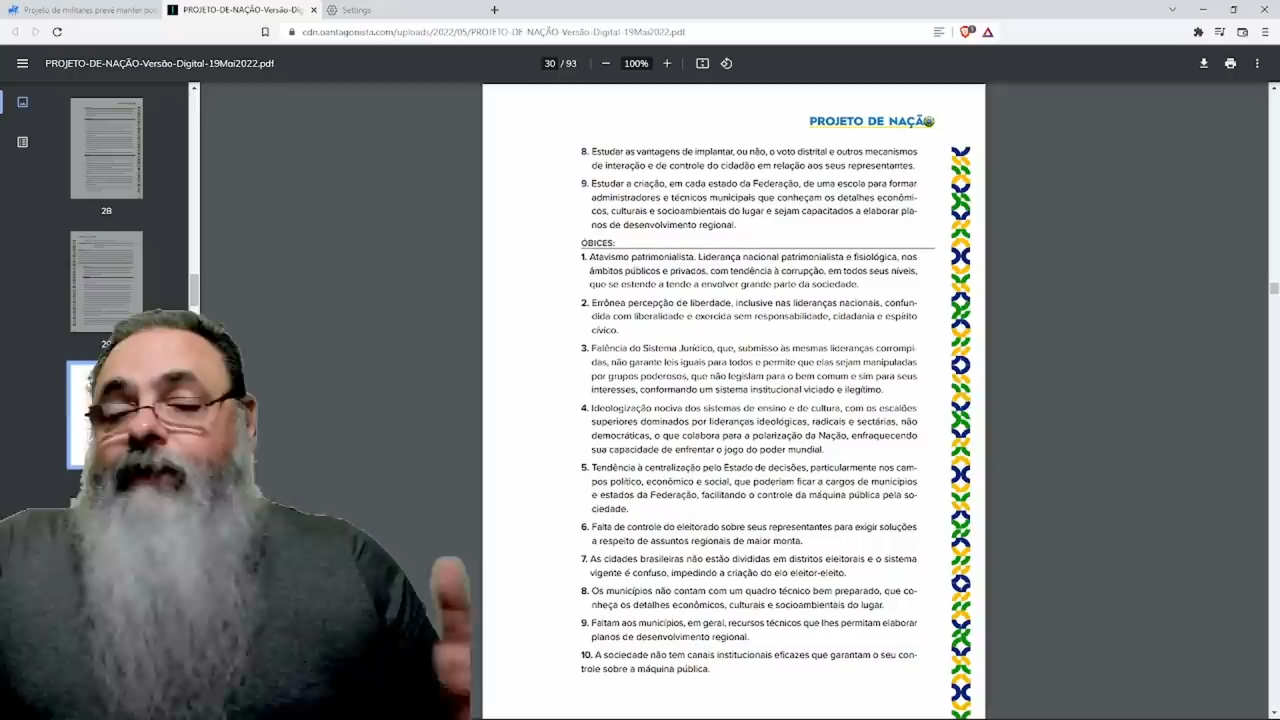 Projeto de militares prevê manter po
PROJETO-DE-NAÇÃO-Versão-Dig
Settings
cdn.oantagonista.com/uploads/2022/05/PROJETO-DE-NAÇÃO-Versão-Digital-19Mai2022.pdf
PROJETO-DE-NAÇÃO-Versão-Digital-19Mai2022.pdf
30 / 93
100%
28
PROJETO DE NAÇÃO
8. Estudar as vantagens de implantar, ou não, o voto distrital e outros mecanismos
de interação e de controle do cidadão em relação aos seus representantes.
9. Estudar a criação, em cada estado da Federação, de uma escola para formar
administradores e técnicos municipais que conheçam os detalhes econômi-
cos, culturais e socioambientais do lugar e sejam capacitados a elaborar pla-
nos de desenvolvimento regional.
ÓBICES:
1. Atavismo patrimonialista. Liderança nacional patrimonialista e fisiológica, nos
âmbitos públicos e privados, com tendência à corrupção, em todos seus níveis,
que se estende a tende a envolver grande parte da sociedade.
2. Errônea percepção de liberdade, inclusive nas lideranças nacionais, confun-
dida com liberalidade e exercida sem responsabilidade, cidadania e espírito
cívico.
3. Falência do Sistema Jurídico, que, submisso às mesmas lideranças corrompi-
das, não garante leis iguais para todos e permite que elas sejam manipuladas
por grupos poderosos, que não legislam para o bem comum e sim para seus
interesses, conformando um sistema institucional viciado e ilegítimo.
4. Ideologização nociva dos sistemas de ensino e de cultura, com os escalões
superiores dominados por lideranças ideológicas, radicais e sectárias, não
democráticas, o que colabora para a polarização da Nação, enfraquecendo
sua capacidade de enfrentar o jogo do poder mundial.
5. Tendência à centralização pelo Estado de decisões, particularmente nos cam-
pos político, econômico e social, que poderiam ficar a cargos de municípios
e estados da Federação, facilitando o controle da máquina pública pela so-
ciedade.
6. Falta de controle do eleitorado sobre seus representantes para exigir soluções
a respeito de assuntos regionais de maior monta.
7. As cidades brasileiras não estão divididas em distritos eleitorais e o sistema
vigente é confuso, impedindo a criação do elo eleitor-eleito.
8. Os municípios não contam com um quadro técnico bem preparado, que co-
nheça os detalhes econômicos, culturais e socioambientais do lugar.
9. Faltam aos municípios, em geral, recursos técnicos que lhes permitam elaborar
planos de desenvolvimento regional.
10. A sociedade não tem canais institucionais eficazes que garantam o seu con-
trole sobre a máquina pública.